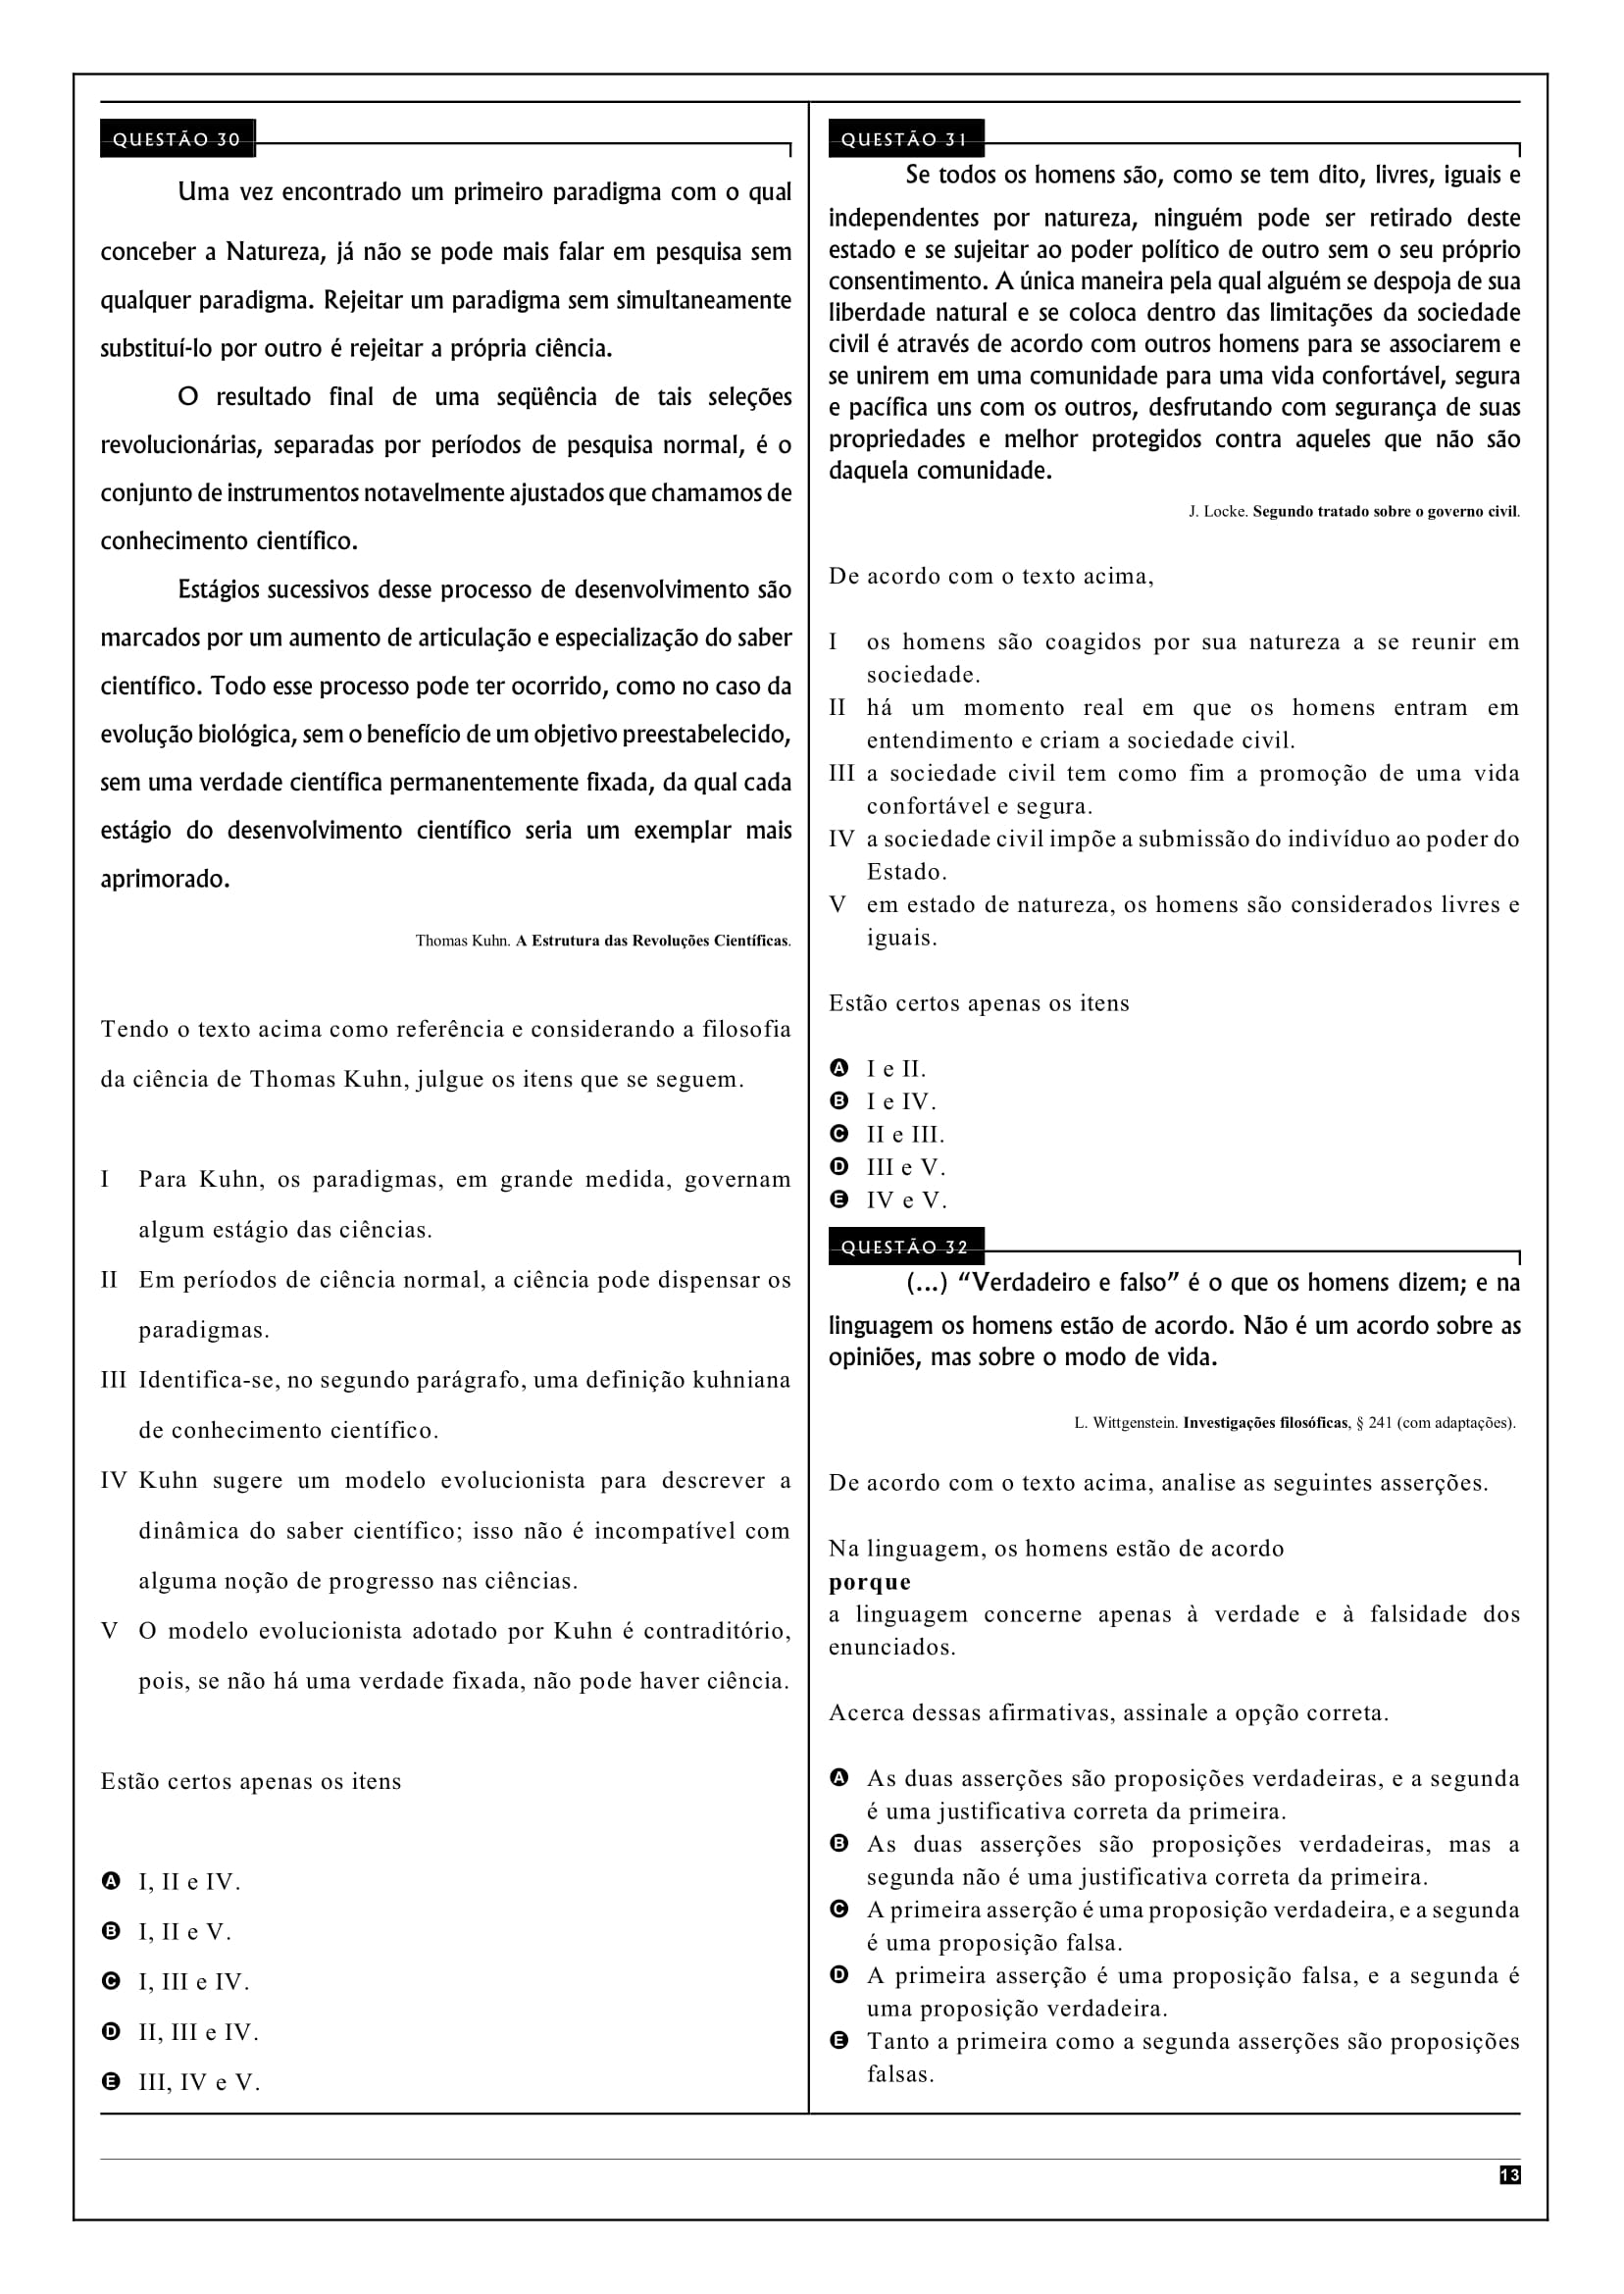 QUESTÃO 30
Uma vez encontrado um primeiro paradigma com o qual
conceber a Natureza, já não se pode mais falar em pesquisa sem
qualquer paradigma. Rejeitar um paradigma sem simultaneamente
substituí-lo por outro é rejeitar a própria ciência.
O resultado final de uma seqüência de tais seleções
revolucionárias, separadas por períodos de pesquisa normal, é o
conjunto de instrumentos notavelmente ajustados que chamamos de
conhecimento científico.
Estágios sucessivos desse processo de desenvolvimento são
marcados por um aumento de articulação e especialização do saber
científico. Todo esse processo pode ter ocorrido, como no caso da
evolução biológica, sem o benefício de um objetivo preestabelecido,
sem uma verdade científica permanentemente fixada, da qual cada
estágio do desenvolvimento científico seria um exemplar mais
aprimorado.
Thomas Kuhn. A Estrutura das Revoluções Científicas.
Tendo o texto acima como referência e considerando a filosofia
da ciência de Thomas Kuhn, julgue os itens que se seguem.
I Para Kuhn, os paradigmas, em grande medida, governam
algum estágio das ciências.
II Em períodos de ciência normal, a ciência pode dispensar os
paradigmas.
III Identifica-se, no segundo parágrafo, uma definição kuhniana
de conhecimento científico.
IV Kuhn sugere um modelo evolucionista para descrever a
dinâmica do saber científico; isso não é incompatível com
alguma noção de progresso nas ciências.
V O modelo evolucionista adotado por Kuhn é contraditório,
pois, se não há uma verdade fixada, não pode haver ciência.
Estão certos apenas os itens
A I, II e IV.
B I, II e V.
C I, III e IV.
D II, III e IV.
E III, IV e V.
QUESTÃO 31
Se todos os homens são, como se tem dito, livres, iguais e
independentes por natureza, ninguém pode ser retirado deste
estado e se sujeitar ao poder político de outro sem o seu próprio
consentimento. A única maneira pela qual alguém se despoja de sua
liberdade natural e se coloca dentro das limitações da sociedade
civil é através de acordo com outros homens para se associarem e
se unirem em uma comunidade para uma vida confortável, segura
e pacífica uns com os outros, desfrutando com segurança de suas
propriedades e melhor protegidos contra aqueles que não são
daquela comunidade.
J. Locke. Segundo tratado sobre o governo civil.
De acordo com o texto acima,
I os homens são coagidos por sua natureza a se reunir em
sociedade.
II há um momento real em que os homens entram em
entendimento e criam a sociedade civil.
III a sociedade civil tem como fim a promoção de uma vida
confortável e segura.
IV a sociedade civil impõe a submissão do indivíduo ao poder do
Estado.
V em estado de natureza, os homens são considerados livres e
iguais.
Estão certos apenas os itens
A I e II.
B I e IV.
C II e III.
D III e V.
E IV e V.
QUESTÃO 32
(...) “Verdadeiro e falso” é o que os homens dizem; e na
linguagem os homens estão de acordo. Não é um acordo sobre as
opiniões, mas sobre o modo de vida.
L. Wittgenstein. Investigações filosóficas, § 241 (com adaptações).
De acordo com o texto acima, analise as seguintes asserções.
Na linguagem, os homens estão de acordo
porque
a linguagem concerne apenas à verdade e à falsidade dos
enunciados.
Acerca dessas afirmativas, assinale a opção correta.
A As duas asserções são proposições verdadeiras, e a segunda
é uma justificativa correta da primeira.
B As duas asserções são proposições verdadeiras, mas a
segunda não é uma justificativa correta da primeira.
C A primeira asserção é uma proposição verdadeira, e a segunda
é uma proposição falsa.
D A primeira asserção é uma proposição falsa, e a segunda é
uma proposição verdadeira.
E Tanto a primeira como a segunda asserções são proposições
falsas.
13